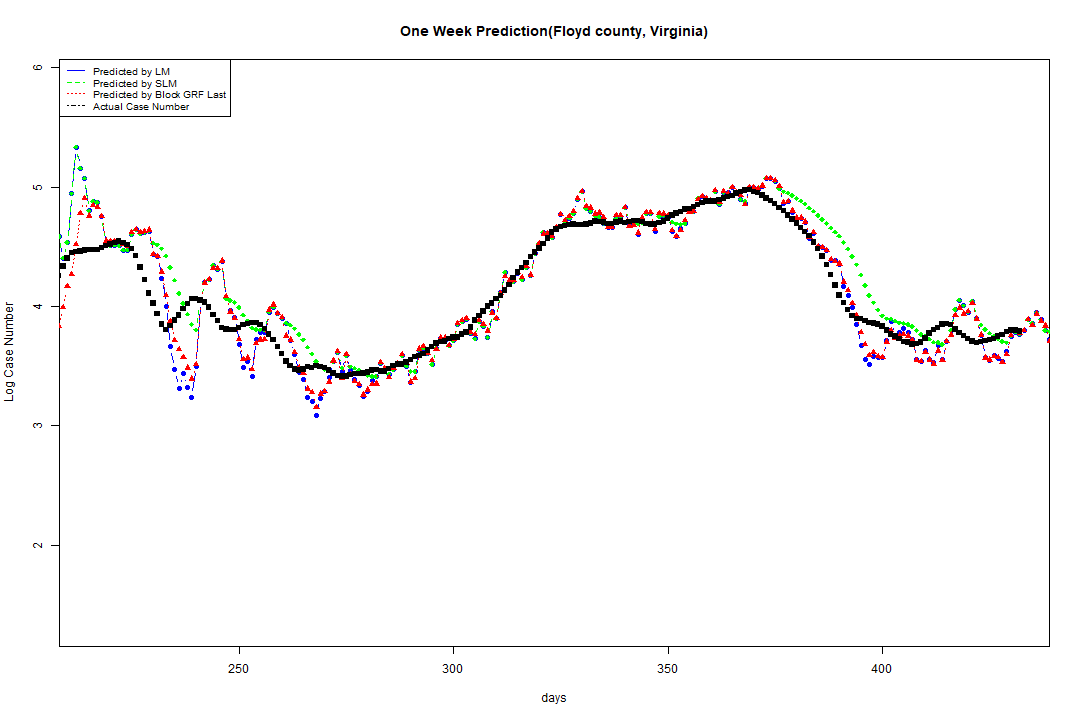 One Week Prediction(Floyd county, Virginia)
Predicted by LM
Predicted by SLM
Predicted by Block GRF Last
Actual Case Number
6
5
4
3
2
Log Case Number
250
300
350
400
days